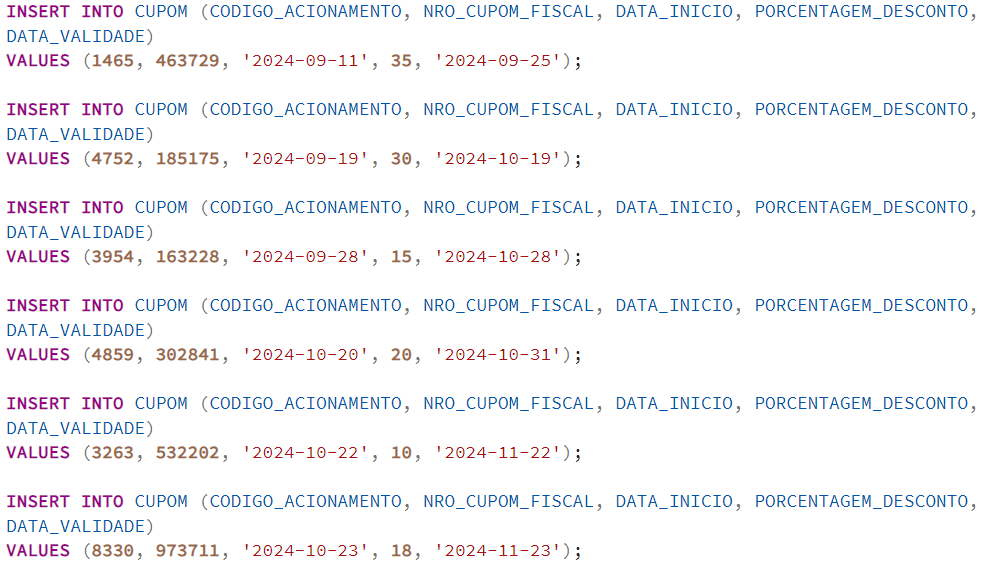 INSERT INTO CUPOM (CODIGO_ACIONAMENTO, NRO_CUPOM_FISCAL, DATA_INICIO, PORCENTAGEM_DESCONTO,
DATA_VALIDADE)
VALUES (1465, 463729, '2024-09-11', 35, '2024-09-25');
INSERT INTO CUPOM (CODIGO_ACIONAMENTO, NRO_CUPOM_FISCAL, DATA_INICIO, PORCENTAGEM_DESCONTO,
DATA_VALIDADE)
VALUES (4752, 185175, '2024-09-19', 30, '2024-10-19');
INSERT INTO CUPOM (CODIGO_ACIONAMENTO, NRO_CUPOM_FISCAL, DATA_INICIO, PORCENTAGEM_DESCONTO,
DATA_VALIDADE)
VALUES (3954, 163228, '2024-09-28', 15, '2024-10-28');
INSERT INTO CUPOM (CODIGO_ACIONAMENTO, NRO_CUPOM_FISCAL, DATA_INICIO, PORCENTAGEM_DESCONTO,
DATA_VALIDADE)
VALUES (4859, 302841, '2024-10-20', 20, '2024-10-31');
INSERT INTO CUPOM (CODIGO_ACIONAMENTO, NRO_CUPOM_FISCAL, DATA_INICIO, PORCENTAGEM_DESCONTO,
DATA_VALIDADE)
VALUES (3263, 532202, '2024-10-22', 10, '2024-11-22');
INSERT INTO CUPOM (CODIGO_ACIONAMENTO, NRO_CUPOM_FISCAL, DATA_INICIO, PORCENTAGEM_DESCONTO,
DATA_VALIDADE)
VALUES (8330, 973711, '2024-10-23', 18, '2024-11-23');